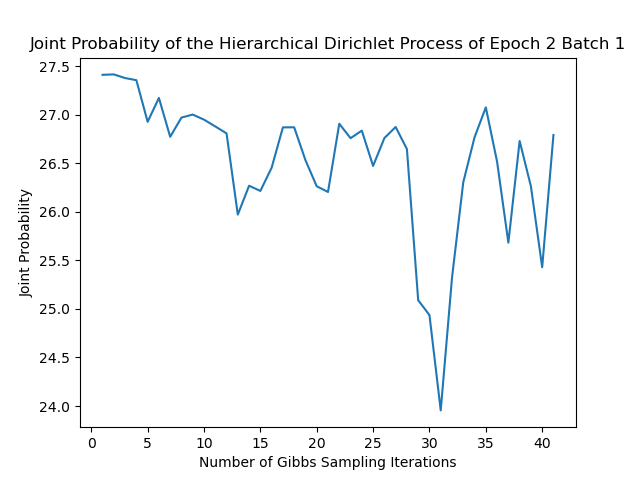 Joint Probability of the Hierarchical Dirichlet Process of Epoch 2 Batch 1
27.5
27.0
26.5
26.0
25.5
25.0
24.5
24.0
Joint Probability
0 5 10 15 20 25 30 35 40
Number of Gibbs Sampling Iterations